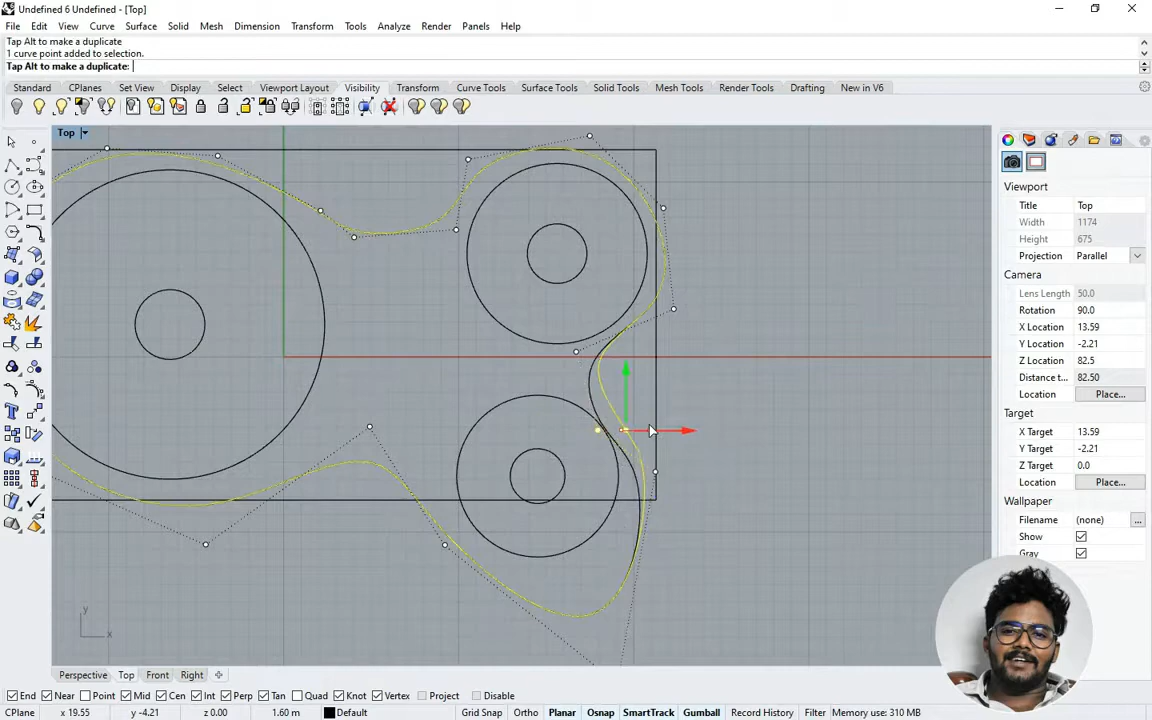 Undefined 6 Undefined - [Top]
File Edit View Curve Surface Solid Mesh Dimension Transform Tools Analyze Render Panels Help
Tap Alt to make a duplicate
1 curve point added to selection.
Tap Alt to make a duplicate:
Standard CPlanes Set View Display Select Viewport Layout Visibility Transform Curve Tools Surface Tools Solid Tools Mesh Tools Render Tools Drafting New in V6
Top
Viewport
Title Top
Width 1174
Height 675
Projection Parallel
Camera
Lens Length 50.0
Rotation 90.0
X Location 13.59
Y Location -2.21
Z Location 82.5
Distance t... 82.50
Location Place...
Target
X Target 13.59
Y Target -2.21
Z Target 0.0
Location Place...
Wallpaper
Filename (none) ...
Show
Gray
y
x
Perspective Top Front Right
End Near Point Mid Cen Int Perp Tan Quad Knot Vertex Project Disable
CPlane x 19.55 y -4.21 z 0.00 1.60 m Default Grid Snap Ortho Planar Osnap SmartTrack Gumball Record History Filter Memory use: 310 MB